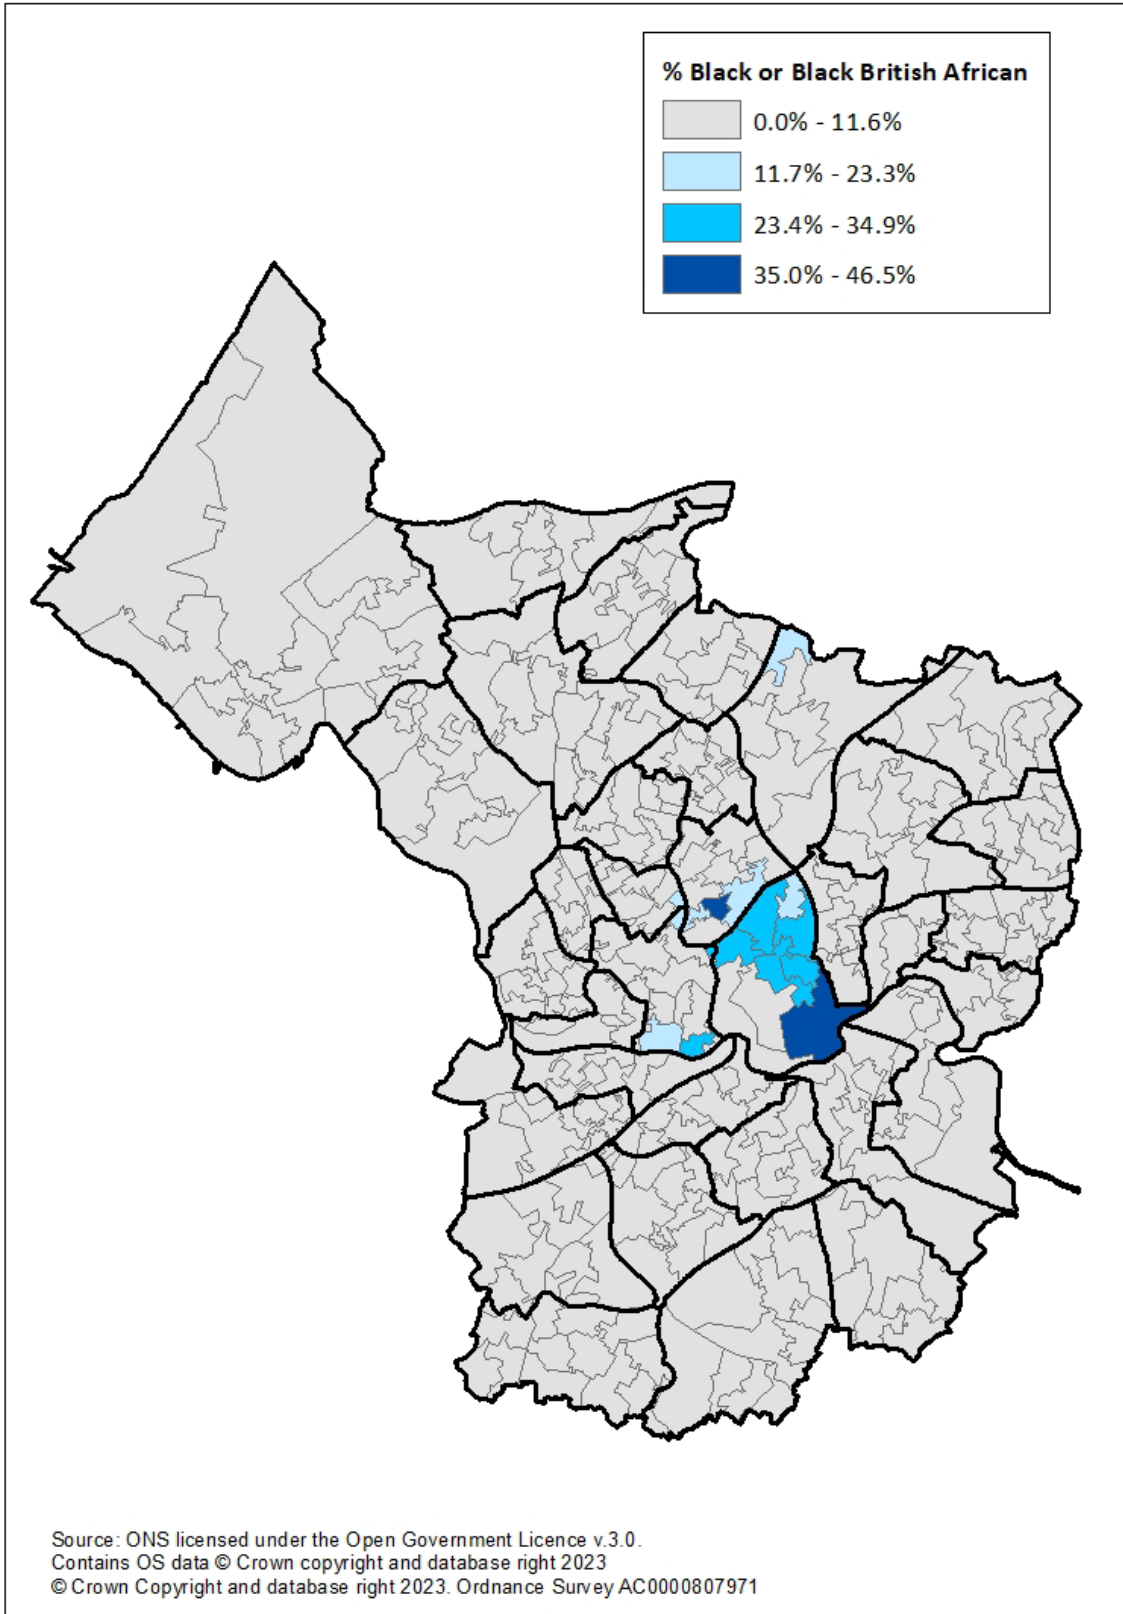 % Black or Black British African
0.0% - 11.6%
11.7% - 23.3%
23.4% - 34.9%
35.0% - 46.5%
Source: ONS licensed under the Open Government Licence v.3.0.
Contains OS data © Crown copyright and database right 2023
© Crown Copyright and database right 2023. Ordnance Survey AC0000807971